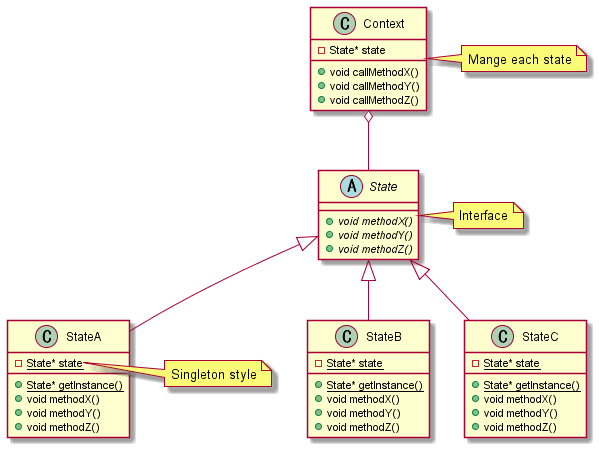 C Context
State* state
void callMethodX()
void callMethodY()
void callMethodZ()
Mange each state
A State
void methodX()
void methodY()
void methodZ()
Interface
C StateA
State* state
State* getInstance()
void methodX()
void methodY()
void methodZ()
Singleton style
C StateB
State* state
State* getInstance()
void methodX()
void methodY()
void methodZ()
C StateC
State* state
State* getInstance()
void methodX()
void methodY()
void methodZ()